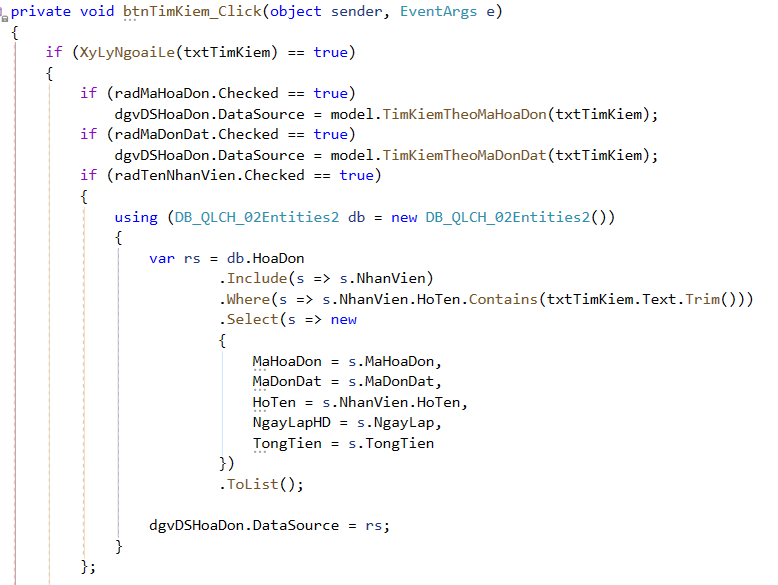 private void btnTimKiem_Click(object sender, EventArgs e)
{
if (XyLyNgoaiLe(txtTimKiem) == true)
{
if (radMaHoaDon.Checked == true)
dgvDSHoaDon.DataSource = model.TimKiemTheoMaHoaDon(txtTimKiem);
if (radMaDonDat.Checked == true)
dgvDSHoaDon.DataSource = model.TimKiemTheoMaDonDat(txtTimKiem);
if (radTenNhanVien.Checked == true)
{
using (DB_QLCH_02Entities2 db = new DB_QLCH_02Entities2())
{
var rs = db.HoaDon
.Include(s => s.NhanVien)
.Where(s => s.NhanVien.HoTen.Contains(txtTimKiem.Text.Trim()))
.Select(s => new
{
MaHoaDon = s.MaHoaDon,
MaDonDat = s.MaDonDat,
HoTen = s.NhanVien.HoTen,
NgayLapHD = s.NgayLap,
TongTien = s.TongTien
})
.ToList();
dgvDSHoaDon.DataSource = rs;
}
};